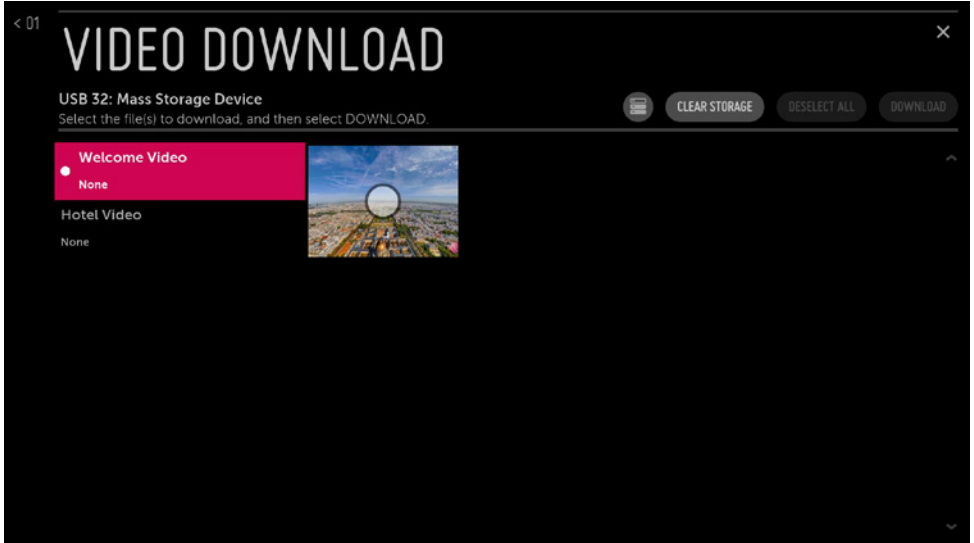 < 01
VIDEO DOWNLOAD
USB 32: Mass Storage Device
Select the file(s) to download, and then select DOWNLOAD.
CLEAR STORAGE
DESELECT ALL
DOWNLOAD
Welcome Video
None
Hotel Video
None